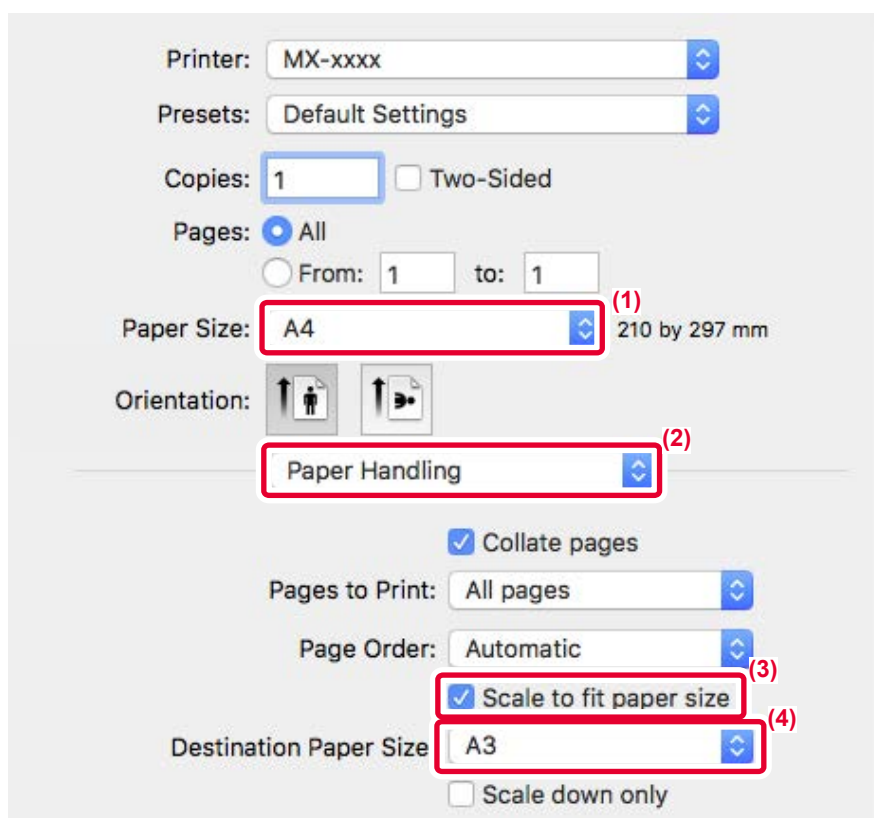 Printer: MX-xxxx
Presets: Default Settings
Copies: 1 Two-Sided
Pages: All
From: 1 to: 1
(1)
Paper Size: A4 210 by 297 mm
Orientation:
(2)
Paper Handling
Collate pages
Pages to Print: All pages
Page Order: Automatic
(3)
Scale to fit paper size
(4)
Destination Paper Size A3
Scale down only